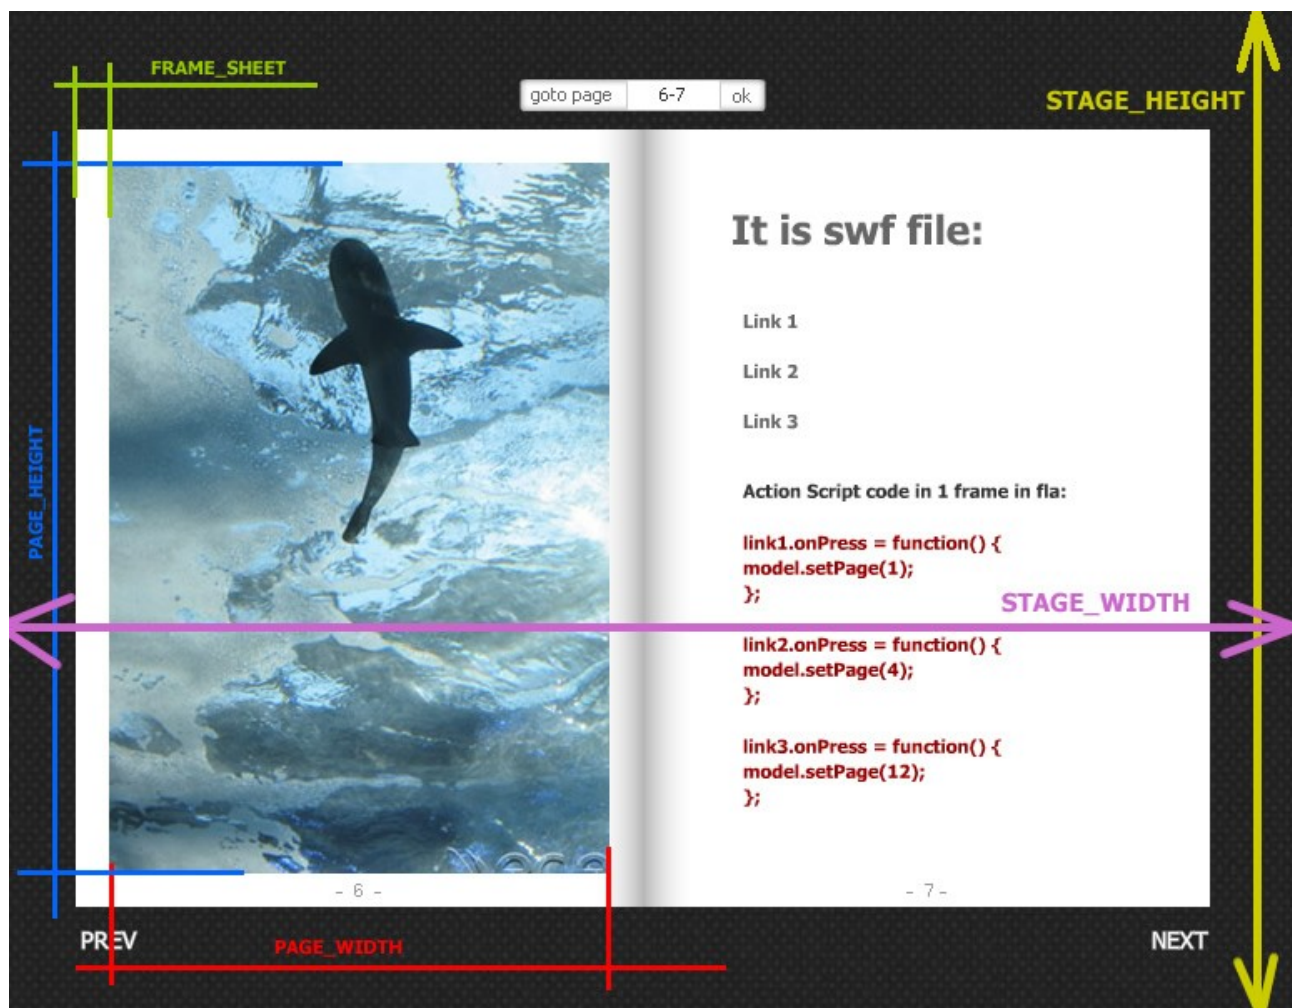 FRAME_SHEET
goto page 6-7 ok
STAGE_HEIGHT
It is swf file:
Link 1
Link 2
Link 3
PAGE_HEIGHT
Action Script code in 1 frame in fla:
link1.onPress = function() {
model.setPage(1);
};
STAGE_WIDTH
link2.onPress = function() {
model.setPage(4);
};
link3.onPress = function() {
model.setPage(12);
};
- 6 -
- 7-
PREV
PAGE_WIDTH
NEXT